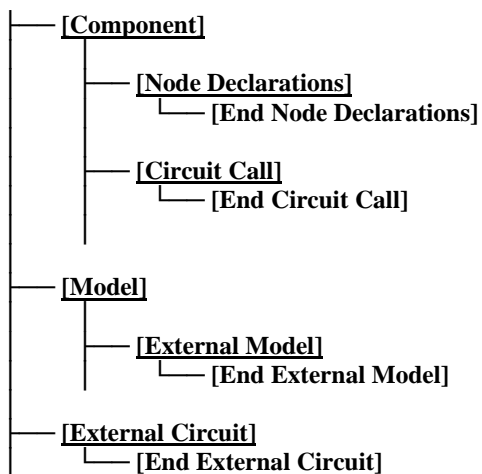 [Component]
[Node Declarations]
[End Node Declarations]
[Circuit Call]
[End Circuit Call]
[Model]
[External Model]
[End External Model]
[External Circuit]
[End External Circuit]